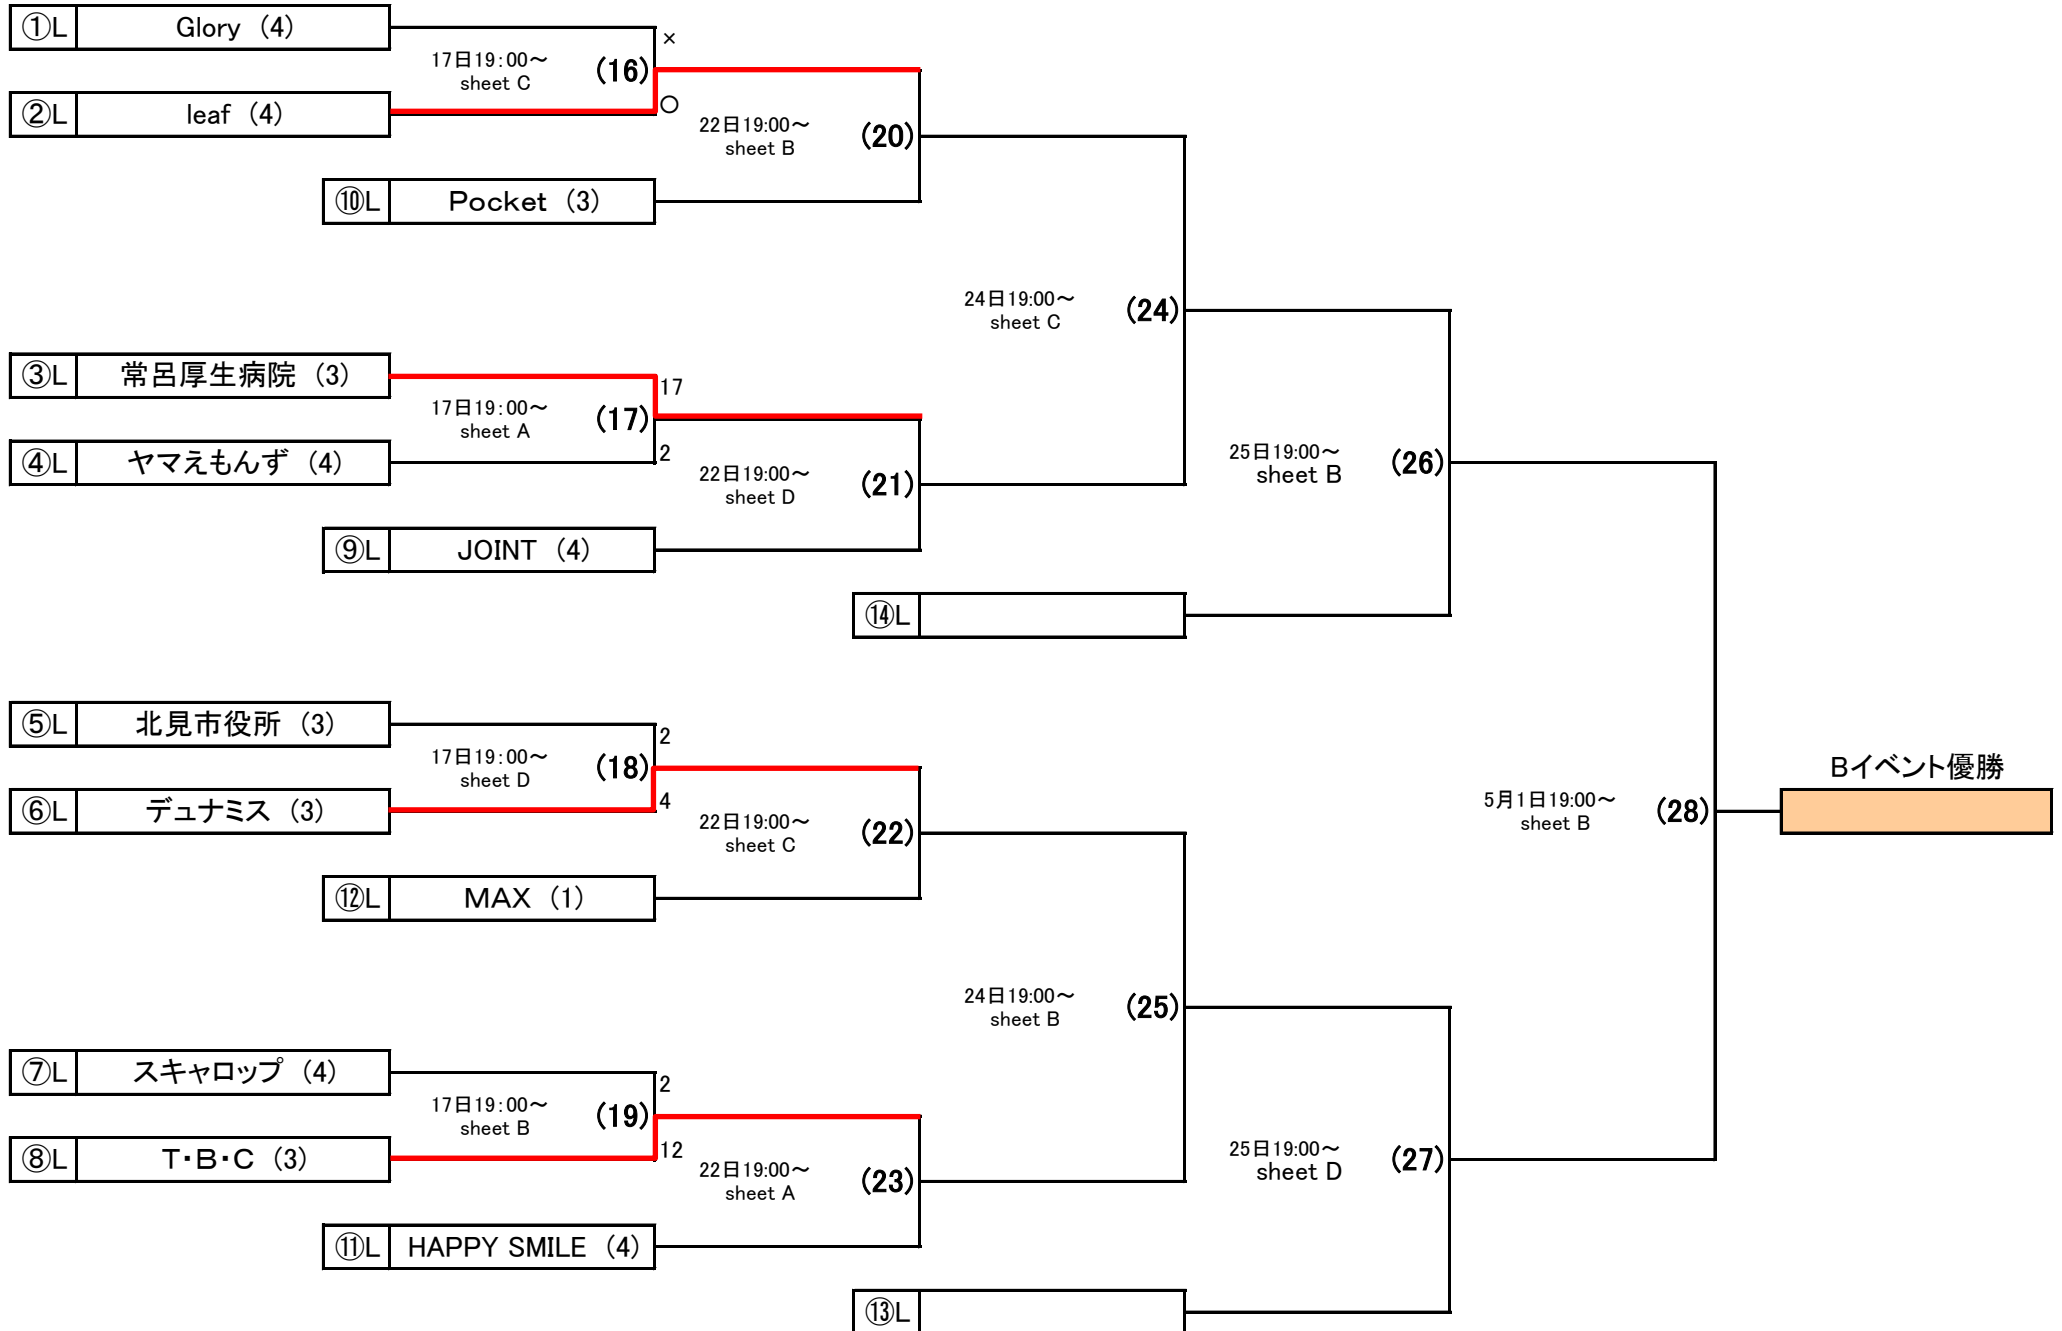 ①L Glory (4)
×
17日19:00～
sheet C
(16)
②L leaf (4)
○
22日19:00～
sheet B
(20)
⑩L Pocket (3)
24日19:00～
sheet C
(24)
③L 常呂厚生病院 (3)
17
17日19:00～
sheet A
(17)
④L ヤマえもんず (4)
2
22日19:00～
sheet D
(21)
25日19:00～
sheet B
(26)
⑨L JOINT (4)
⑭L
⑤L 北見市役所 (3)
2
17日19:00～
sheet D
(18)
⑥L デュナミス (3)
4
22日19:00～
sheet C
(22)
Bイベント優勝
5月1日19:00～
sheet B
(28)
⑫L MAX (1)
24日19:00～
sheet B
(25)
⑦L スキャロップ (4)
2
17日19:00～
sheet B
(19)
⑧L T・B・C (3)
12
22日19:00～
sheet A
(23)
25日19:00～
sheet D
(27)
⑪L HAPPY SMILE (4)
⑬L